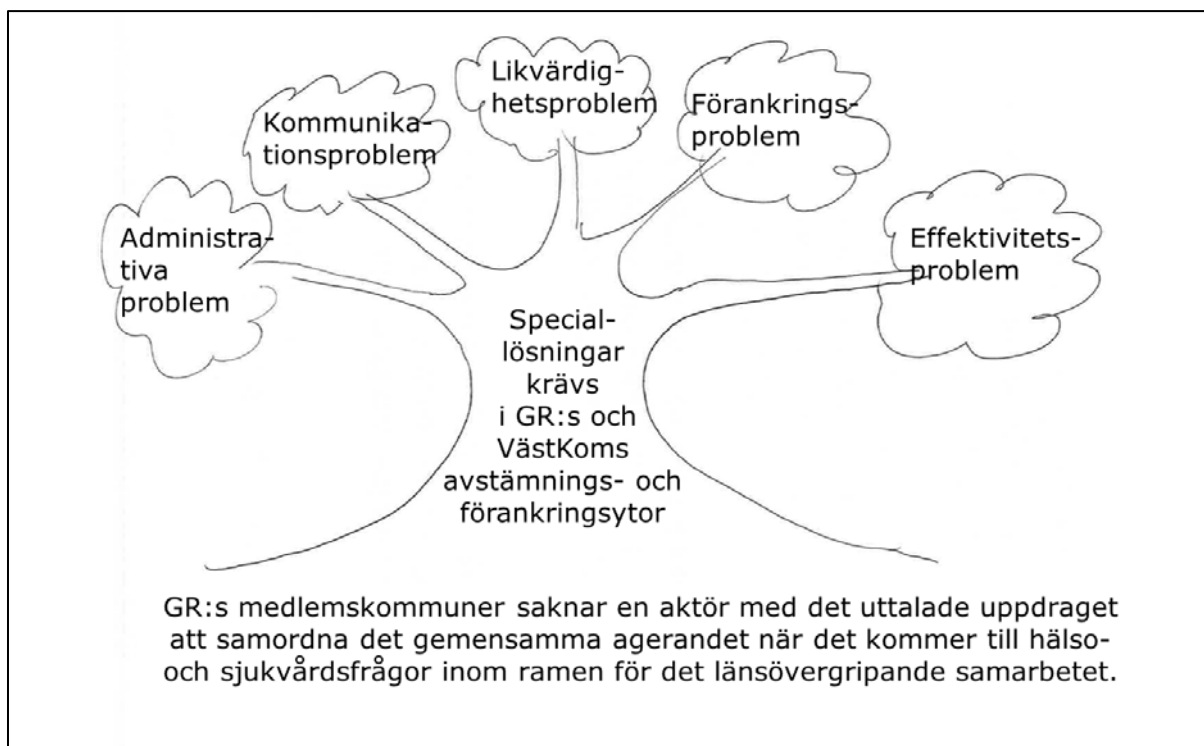 Likvärdig-
hetsproblem
Förankrings-
problem
Kommunika-
tionsproblem
Administra-
tiva
problem
Effektivitets-
problem
Special-
lösningar
krävs
i GR:s och
VästKoms
avstämnings- och
förankringsytor
GR:s medlemskommuner saknar en aktör med det uttalade uppdraget
att samordna det gemensamma agerandet när det kommer till hälso-
och sjukvårdsfrågor inom ramen för det länsövergripande samarbetet.